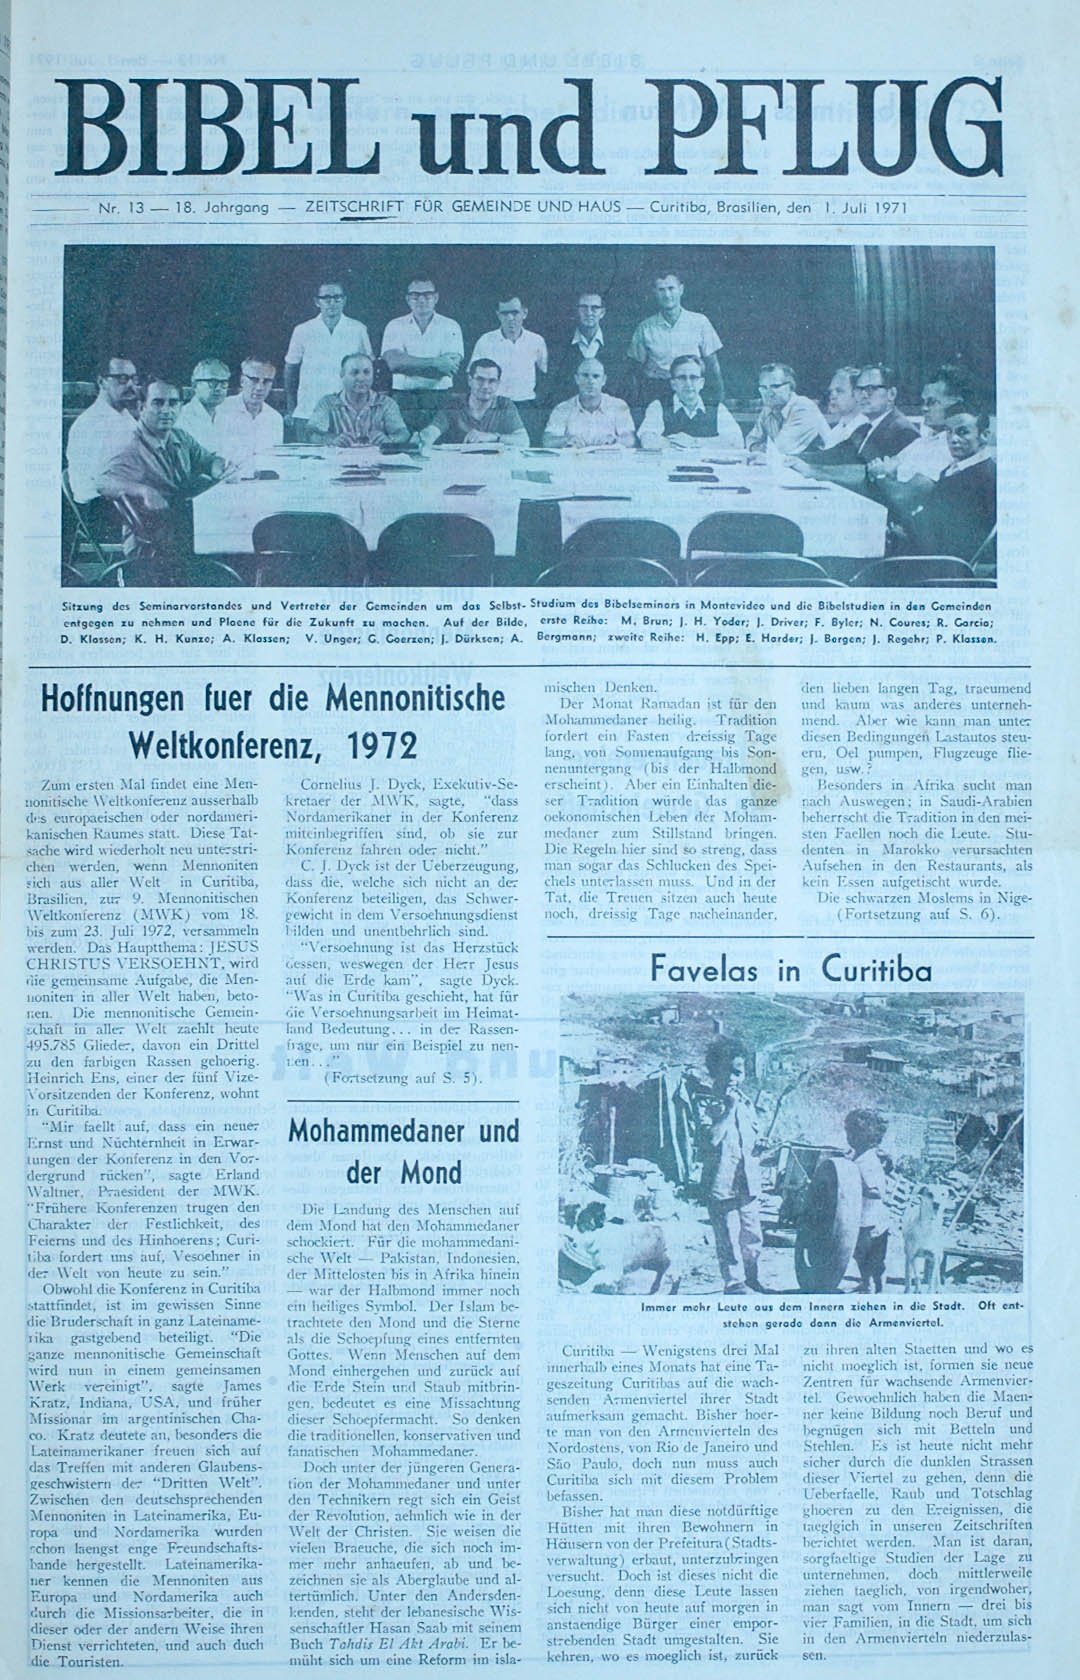 BIBEL und PFLUG
Nr. 13 — 18. Jahrgang — ZEITSCHRIFT FÜR GEMEINDE UND HAUS — Curitiba, Brasilien, den 1. Juli 1971
Sitzung des Seminarvorstandes und Vertreter der Gemeinden um das Selbst-Studium des Bibelseminars in Montevideo und die Bibelstudien in den Gemeinden
entgegen zu nehmen und Plaene für die Zukunft zu machen. Auf der Bilde, erste Reihe: M. Brun; J. H. Yoder; J. Driver; F. Byler; N. Coures; R. Garcia;
D. Klassen; K. H. Kunze; A. Klassen; V. Unger; G. Goerzen; J. Dürksen; A. Bergmann; zweite Reihe: H. Epp; E. Harder; J. Bergen; J. Regehr; P. Klassen.
Hoffnungen fuer die Mennonitische
Weltkonferenz, 1972
Zum ersten Mal findet eine Men-
nonitische Weltkonferenz ausserhalb
des europaeischen oder nordameri-
kanischen Raumes statt. Diese Tat-
sache wird wiederholt neu unterstri-
chen werden, wenn Mennoniten
sich aus aller Welt in Curitiba,
Brasilien, zur 9. Mennonitischen
Weltkonferenz (MWK) vom 18.
bis zum 23. Juli 1972, versammeln
werden. Das Hauptthema: JESUS
CHRISTUS VERSOEHNT, wird
die gemeinsame Aufgabe, die Men-
noniten in aller Welt haben, beto-
nen. Die mennonitische Gemein-
schaft in aller Welt zaehlt heute
495.785 Glieder, davon ein Drittel
zu den farbigen Rassen gehoerig.
Heinrich Ens, einer der fünf Vize-
Vorsitzenden der Konferenz, wohnt
in Curitiba.
"Mir faellt auf, dass ein neuer
Ernst und Nüchternheit in Erwar-
tungen der Konferenz in den Vor-
dergrund rücken", sagte Erland
Waltner, Praesident der MWK.
"Frühere Konferenzen trugen den
Charakter der Festlichkeit, des
Feierns und des Hinhoerens; Curi-
tiba fordert uns auf, Vesoehner in
der Welt von heute zu sein."
Obwohl die Konferenz in Curitiba
stattfindet, ist im gewissen Sinne
die Bruderschaft in ganz Lateiname-
rika gastgebend beteiligt. "Die
ganze mennonitische Gemeinschaft
wird nun in einem gemeinsamen
Werk vereinigt", sagte James
Kratz, Indiana, USA, und früher
Missionar im argentinischen Cha-
co. Kratz deutete an, besonders die
Lateinamerikaner freuen sich auf
das Treffen mit anderen Glaubens-
geschwistern der "Dritten Welt".
Zwischen den deutschsprechenden
Mennoniten in Lateinamerika, Eu-
ropa und Nordamerika wurden
schon laengst enge Freundschafts-
bande hergestellt. Lateinamerika-
ner kennen die Mennoniten aus
Europa und Nordamerika auch
durch die Missionsarbeiter, die in
dieser oder der andern Weise ihren
Dienst verrichteten, und auch duch
die Touristen.
Cornelius J. Dyck, Exekutiv-Se-
kretaer der MWK, sagte, "dass
Nordamerikaner in der Konferenz
miteinbegriffen sind, ob sie zur
Konferenz fahren oder nicht."
C. J. Dyck ist der Ueberzeugung,
dass die, welche sich nicht an der
Konferenz beteiligen, das Schwer-
gewicht in dem Versoehnungsdienst
bilden und unentbehrlich sind.
"Versoehnung ist das Herzstück
dessen, weswegen der Herr Jesus
auf die Erde kam", sagte Dyck.
"Was in Curitiba geschieht, hat für
die Versoehnungsarbeit im Heimat-
land Bedeutung... in der Rassen-
frage, um nur ein Beispiel zu nen-
nen..."
(Fortsetzung auf S. 5).
Mohammedaner und
der Mond
Die Landung des Menschen auf
dem Mond hat den Mohammedaner
schockiert. Für die mohammedani-
sche Welt — Pakistan, Indonesien,
der Mittelosten bis in Afrika hinein
— war der Halbmond immer noch
ein heiliges Symbol. Der Islam be-
trachtete den Mond und die Sterne
als die Schoepfung eines entfernten
Gottes. Wenn Menschen auf dem
Mond einhergehen und zurück auf
die Erde Stein und Staub mitbrin-
gen, bedeutet es eine Missachtung
dieser Schoepfermacht. So denken
die traditionellen, konservativen und
fanatischen Mohammedaner.
Doch unter der jüngeren Genera-
tion der Mohammedaner und unter
den Technikern regt sich ein Geist
der Revolution, aehnlich wie in der
Welt der Christen. Sie weisen die
vielen Braeuche, die sich noch im-
mer mehr anhaeufen, ab und be-
zeichnen sie als Aberglaube und al-
tertümlich. Unter den Andersden-
kenden, steht der lebanesische Wis-
senschaftler Hasan Saab mit seinem
Buch Tahdis El Akt Arabi. Er be-
müht sich um eine Reform im isla-
mischen Denken.
Der Monat Ramadan ist für den
Mohammedaner heilig. Tradition
fordert ein Fasten dreissig Tage
lang, von Sonnenaufgang bis Son-
nenuntergang (bis der Halbmond
erscheint). Aber ein Einhalten die-
ser Tradition würde das ganze
oekonomischen Leben der Moham-
medaner zum Stillstand bringen.
Die Regeln hier sind so streng, dass
man sogar das Schlucken des Spei-
chels unterlassen muss. Und in der
Tat, die Treuen sitzen auch heute
noch, dreissig Tage nacheinander,
den lieben langen Tag, traeumend
und kaum was anderes unterneh-
mend. Aber wie kann man unter
diesen Bedingungen Lastautos steu-
ern, Oel pumpen, Flugzeuge flie-
gen, usw.?
Besonders in Afrika sucht man
nach Auswegen; in Saudi-Arabien
beherrscht die Tradition in den mei-
sten Faellen noch die Leute. Stu-
denten in Marokko verursachten
Aufsehen in den Restaurants, als
kein Essen aufgetischt wurde.
Die schwarzen Moslems in Nige-
(Fortsetzung auf S. 6).
Favelas in Curitiba
Immer mehr Leute aus dem Innern ziehen in die Stadt. Oft ent-
stehen gerade dann die Armenviertel.
Curitiba — Wenigstens drei Mal
innerhalb eines Monats hat eine Ta-
geszeitung Curitibas auf die wach-
senden Armenviertel ihrer Stadt
aufmerksam gemacht. Bisher hoer-
te man von den Armenvierteln des
Nordostens, von Rio de Janeiro und
São Paulo, doch nun muss auch
Curitiba sich mit diesem Problem
befassen.
Bisher hat man diese notdürftige
Hütten mit ihren Bewohnern in
Häusern von der Prefeitura (Stadts-
verwaltung) erbaut, unterzubringen
versucht. Doch ist dieses nicht die
Loesung, denn diese Leute lassen
sich nicht von heute auf morgen in
anstaendige Bürger einer empor-
strebenden Stadt umgestalten. Sie
kehren, wo es moeglich ist, zurück
zu ihren alten Staetten und wo es
nicht moeglich ist, formen sie neue
Zentren für wachsende Armenvier-
tel. Gewoehnlich haben die Maen-
ner keine Bildung noch Beruf und
begnügen sich mit Betteln und
Stehlen. Es ist heute nicht mehr
sicher durch die dunklen Strassen
dieser Viertel zu gehen, denn die
Ueberfaelle, Raub und Totschlag
ghoeren zu den Ereignissen, die
taeglgich in unseren Zeitschriften
berichtet werden. Man ist daran,
sorgfaeltige Studien der Lage zu
unternehmen, doch mittlerweile
ziehen taeglich, von irgendwoher,
man sagt vom Innern — drei bis
vier Familien, in die Stadt, um sich
in den Armenvierteln niederzulas-
sen.